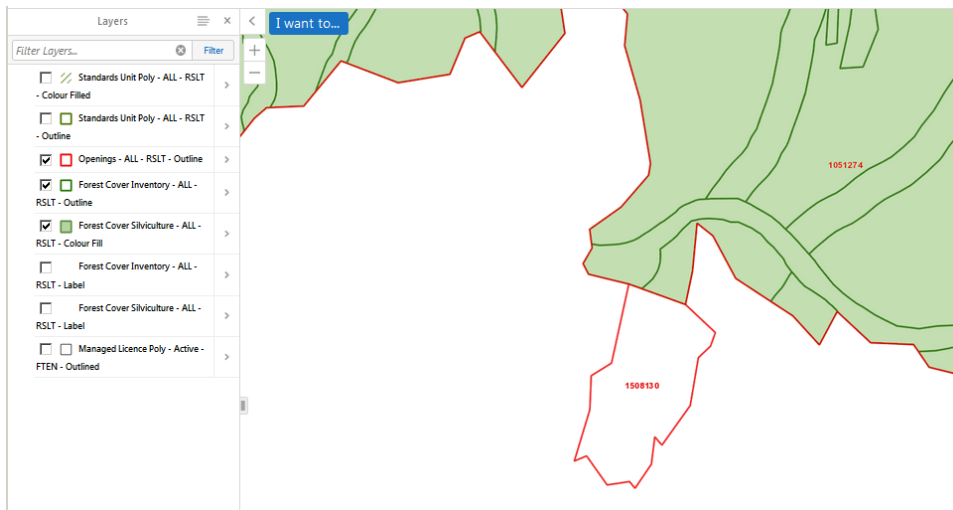 Layers
I want to...
Filter Layers...
Filter
Standards Unit Poly - ALL - RSLT
- Colour Filled
Standards Unit Poly - ALL - RSLT
- Outline
Openings - ALL - RSLT - Outline
Forest Cover Inventory - ALL -
RSLT - Outline
Forest Cover Silviculture - ALL -
RSLT - Colour Fill
Forest Cover Inventory - ALL -
RSLT - Label
Forest Cover Silviculture - ALL -
RSLT - Label
Managed Licence Poly - Active -
FTEN - Outlined
1051274
1508130